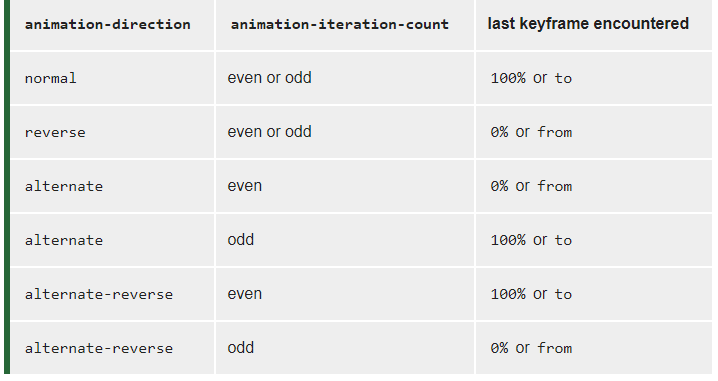 animation-direction animation-iteration-count last keyframe encountered
normal even or odd 100% or to
reverse even or odd 0% or from
alternate even 0% or from
alternate odd 100% or to
alternate-reverse even 100% or to
alternate-reverse odd 0% or from